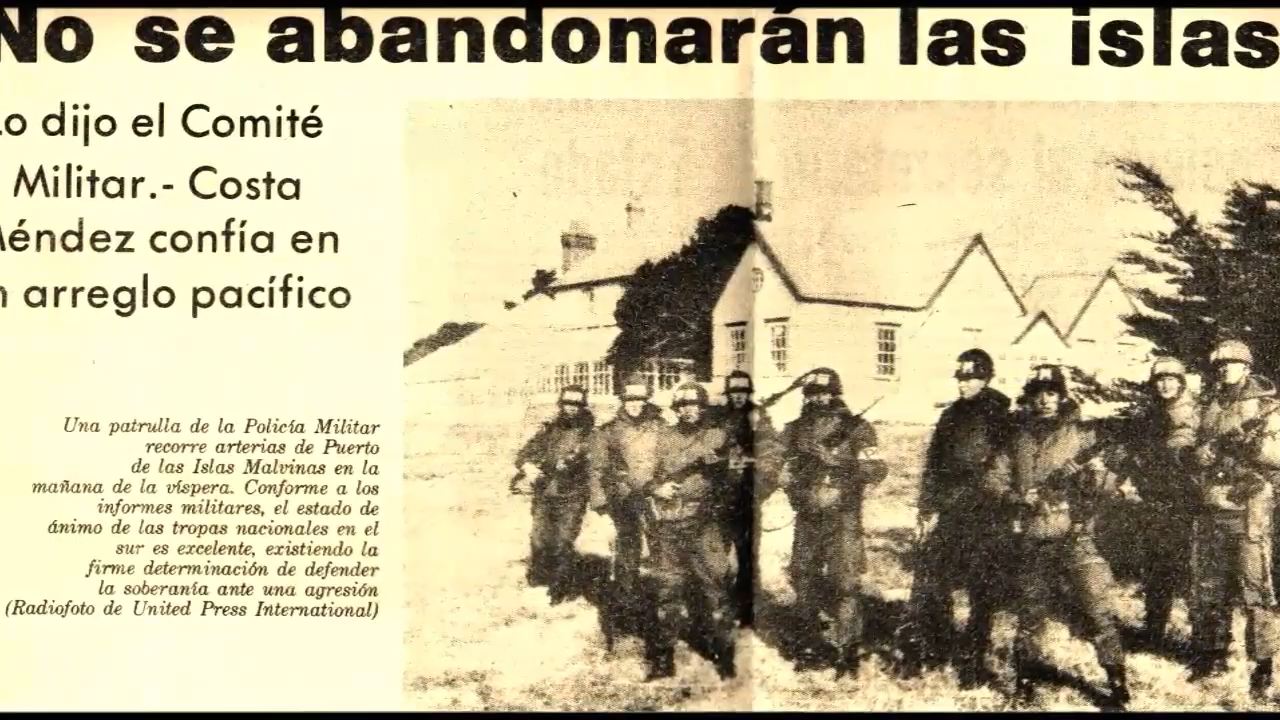 No se abandonarán las islas
Lo dijo el Comité
Militar.- Costa
Méndez confía en
n arreglo pacífico
Una patrulla de la Policía Militar
recorre arterias de Puerto
de las Islas Malvinas en la
mañana de la víspera. Conforme a los
informes militares, el estado de
ánimo de las tropas nacionales en el
sur es excelente, existiendo la
firme determinación de defender
la soberanía ante una agresión
(Radiofoto de United Press International)